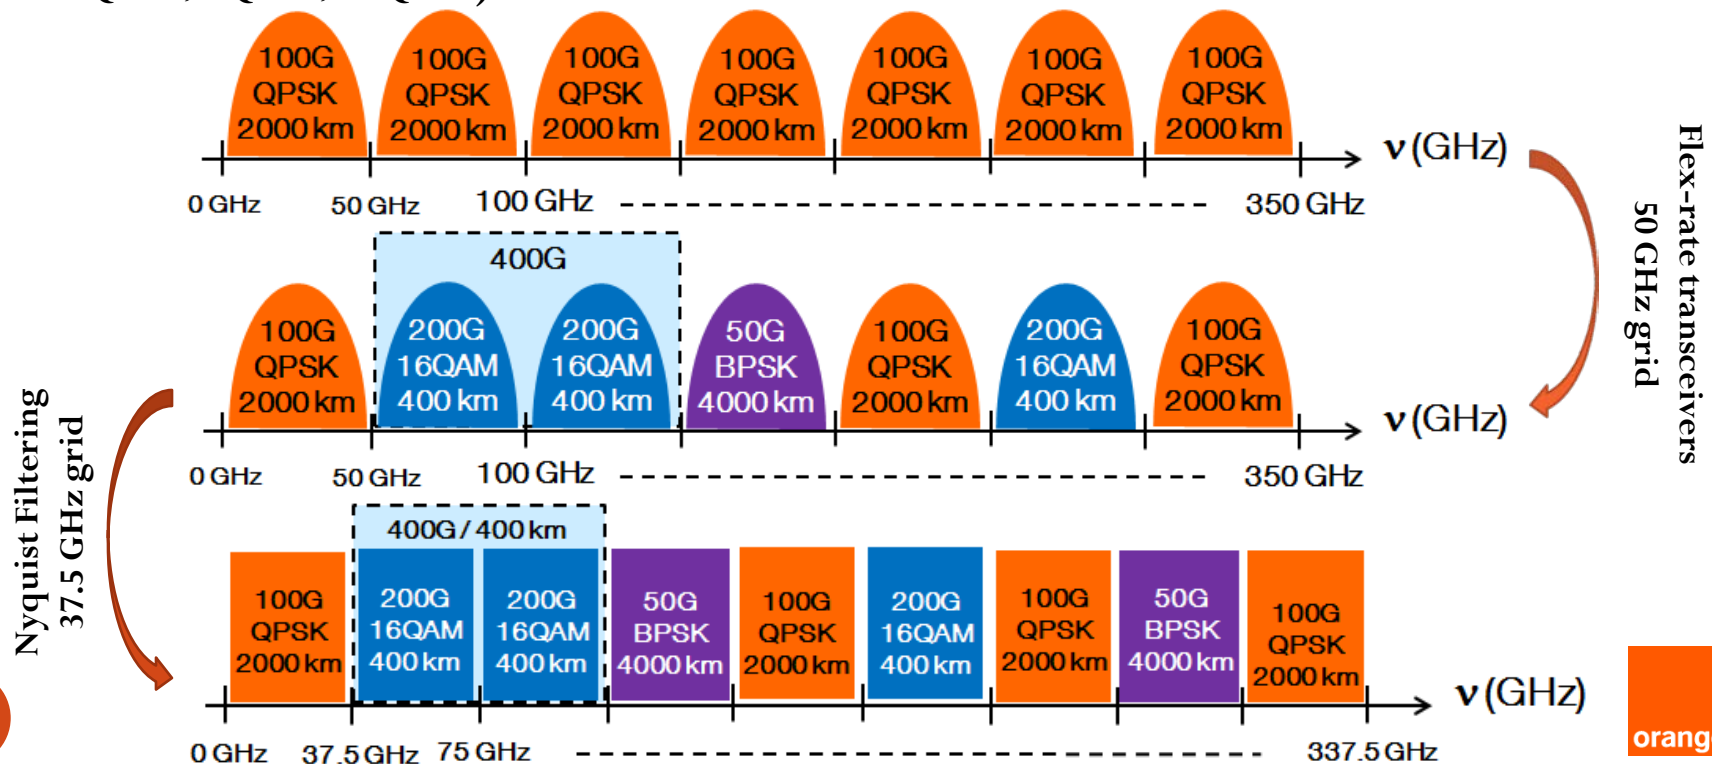 100G 100G 100G 100G 100G 100G 100G
QPSK QPSK QPSK QPSK QPSK QPSK QPSK
2000 km 2000 km 2000 km 2000 km 2000 km 2000 km 2000 km
ν (GHz)
0 GHz 50 GHz 100 GHz 350 GHz
Flex-rate transceivers
50 GHz grid
400G
100G 200G 200G 50G 100G 200G 100G
QPSK 16QAM 16QAM BPSK QPSK 16QAM QPSK
2000 km 400 km 400 km 4000 km 2000 km 400 km 2000 km
ν (GHz)
0 GHz 50 GHz 100 GHz 350 GHz
Nyquist Filtering
37.5 GHz grid
400G / 400 km
100G 200G 200G 50G 100G 200G 100G 50G 100G
QPSK 16QAM 16QAM BPSK QPSK 16QAM QPSK BPSK QPSK
2000 km 400 km 400 km 4000 km 2000 km 400 km 2000 km 4000 km 2000 km
ν (GHz)
0 GHz 37.5 GHz 75 GHz 337.5 GHz
orang